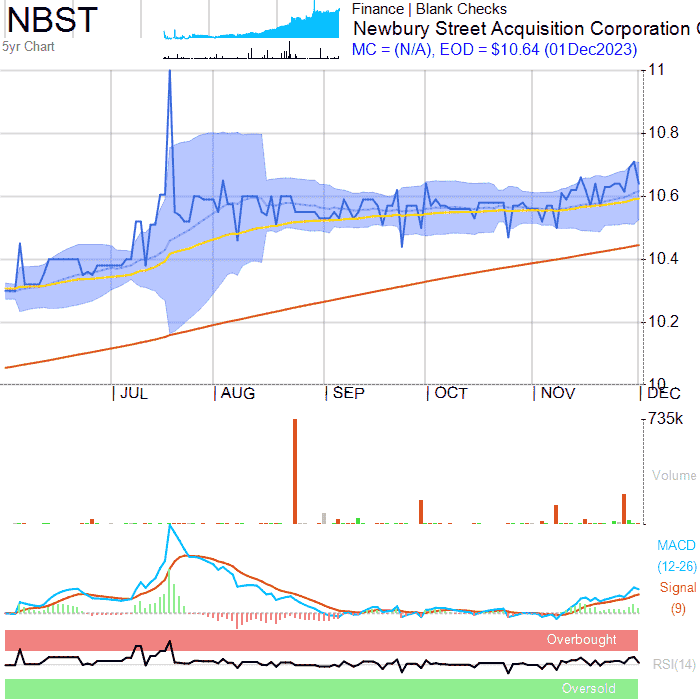 NBST
5yr Chart
Finance | Blank Checks
Newbury Street Acquisition Corporation
MC = (N/A), EOD = $10.64 (01Dec2023)
11
10.8
10.6
10.4
10.2
10
JUL AUG SEP OCT NOV DEC
735k
Volume
MACD
(12-26)
Signal
(9)
Overbought
RSI(14)
Oversold